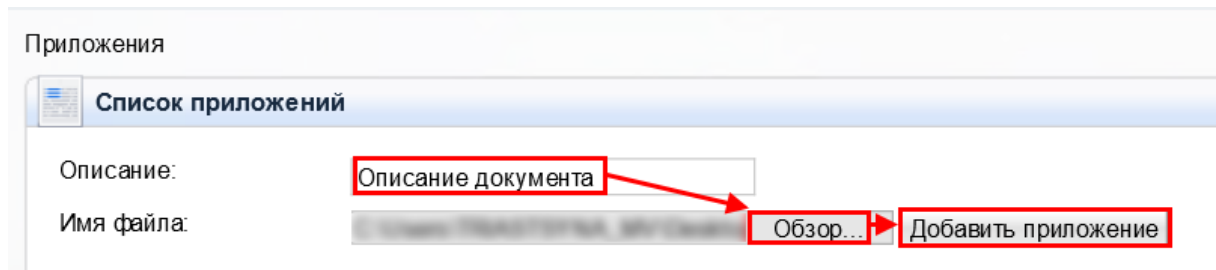 Приложения
Список приложений
Описание: Описание документа
Имя файла: Обзор... Добавить приложение